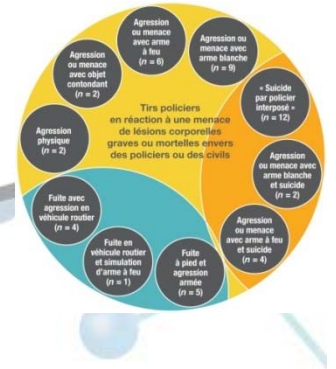 Agression
ou menace
avec arme
à feu
(n = 6)
Agression ou
menace avec
arme blanche
(n = 9)
Agression
ou menace
avec objet
contondant
(n = 2)
« Suicide
par policier
interposé »
(n = 12)
Tirs policiers
en réaction à une menace
de lésions corporelles
graves ou mortelles envers
des policiers ou des civils
Agression
physique
(n = 2)
Agression
ou menace avec
arme blanche
et suicide
(n = 2)
Fuite avec
agression en
véhicule routier
(n = 4)
Agression
ou menace
avec arme à feu
et suicide
(n = 4)
Fuite en
véhicule routier
et simulation
d'arme à feu
(n = 1)
Fuite
à pied et
agression
armée
(n = 5)